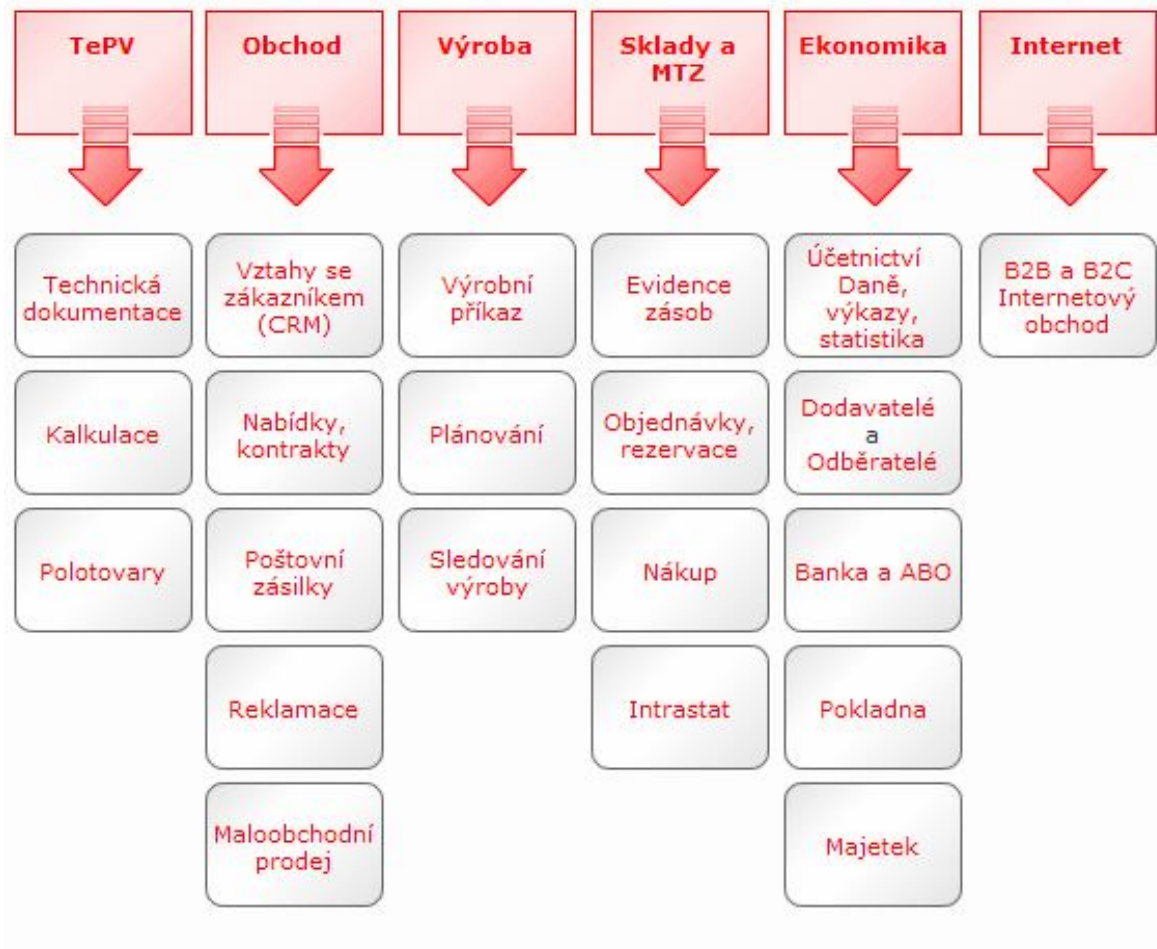 TePV
Obchod
Výroba
Sklady a
MTZ
Ekonomika
Internet
Technická
dokumentace
Vztahy se
zákazníkem
(CRM)
Výrobní
příkaz
Evidence
zásob
Účetnictví
Daně,
výkazy,
statistika
B2B a B2C
Internetový
obchod
Kalkulace
Nabídky,
kontrakty
Plánování
Objednávky,
rezervace
Dodavatelé
a
Odběratelé
Polotovary
Poštovní
zásilky
Sledování
výroby
Nákup
Banka a ABO
Reklamace
Intrastat
Pokladna
Maloobchodní
prodej
Majetek